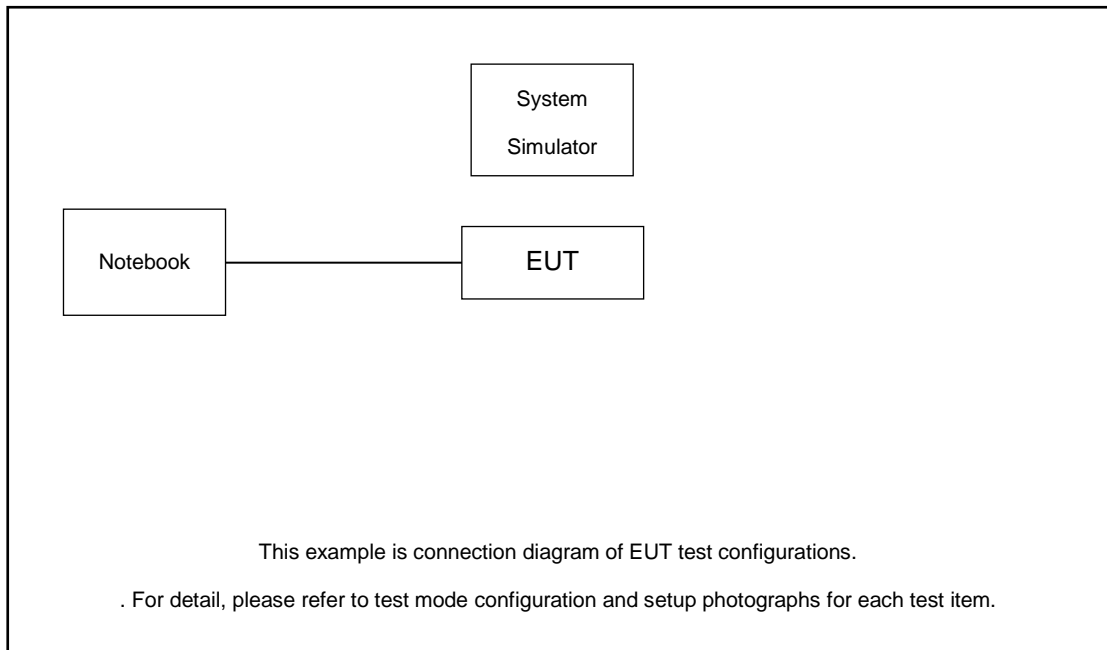 System
Simulator
Notebook
EUT
This example is connection diagram of EUT test configurations.
. For detail, please refer to test mode configuration and setup photographs for each test item.